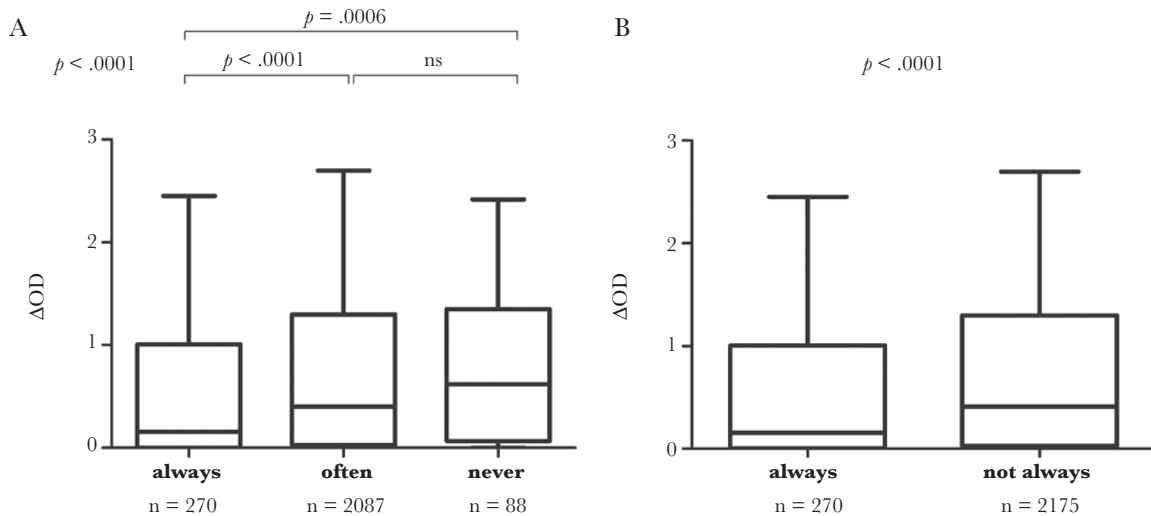 A
p = .0006
p < .0001
p < .0001
ns
3
2
1
0
ΔOD
always
often
never
n = 270
n = 2087
n = 88
B
p < .0001
3
2
1
0
ΔOD
always
not always
n = 270
n = 2175